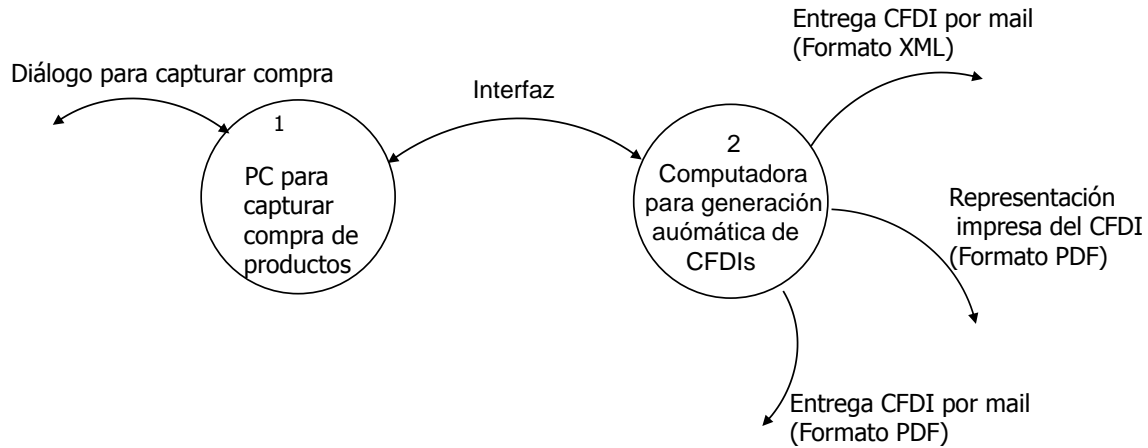 Entrega CFDI por mail
(Formato XML)
Diálogo para capturar compra
Interfaz
1
PC para
capturar
compra de
productos
2
Computadora
para generación
auómática de
CFDIs
Representación
impresa del CFDI
(Formato PDF)
Entrega CFDI por mail
(Formato PDF)